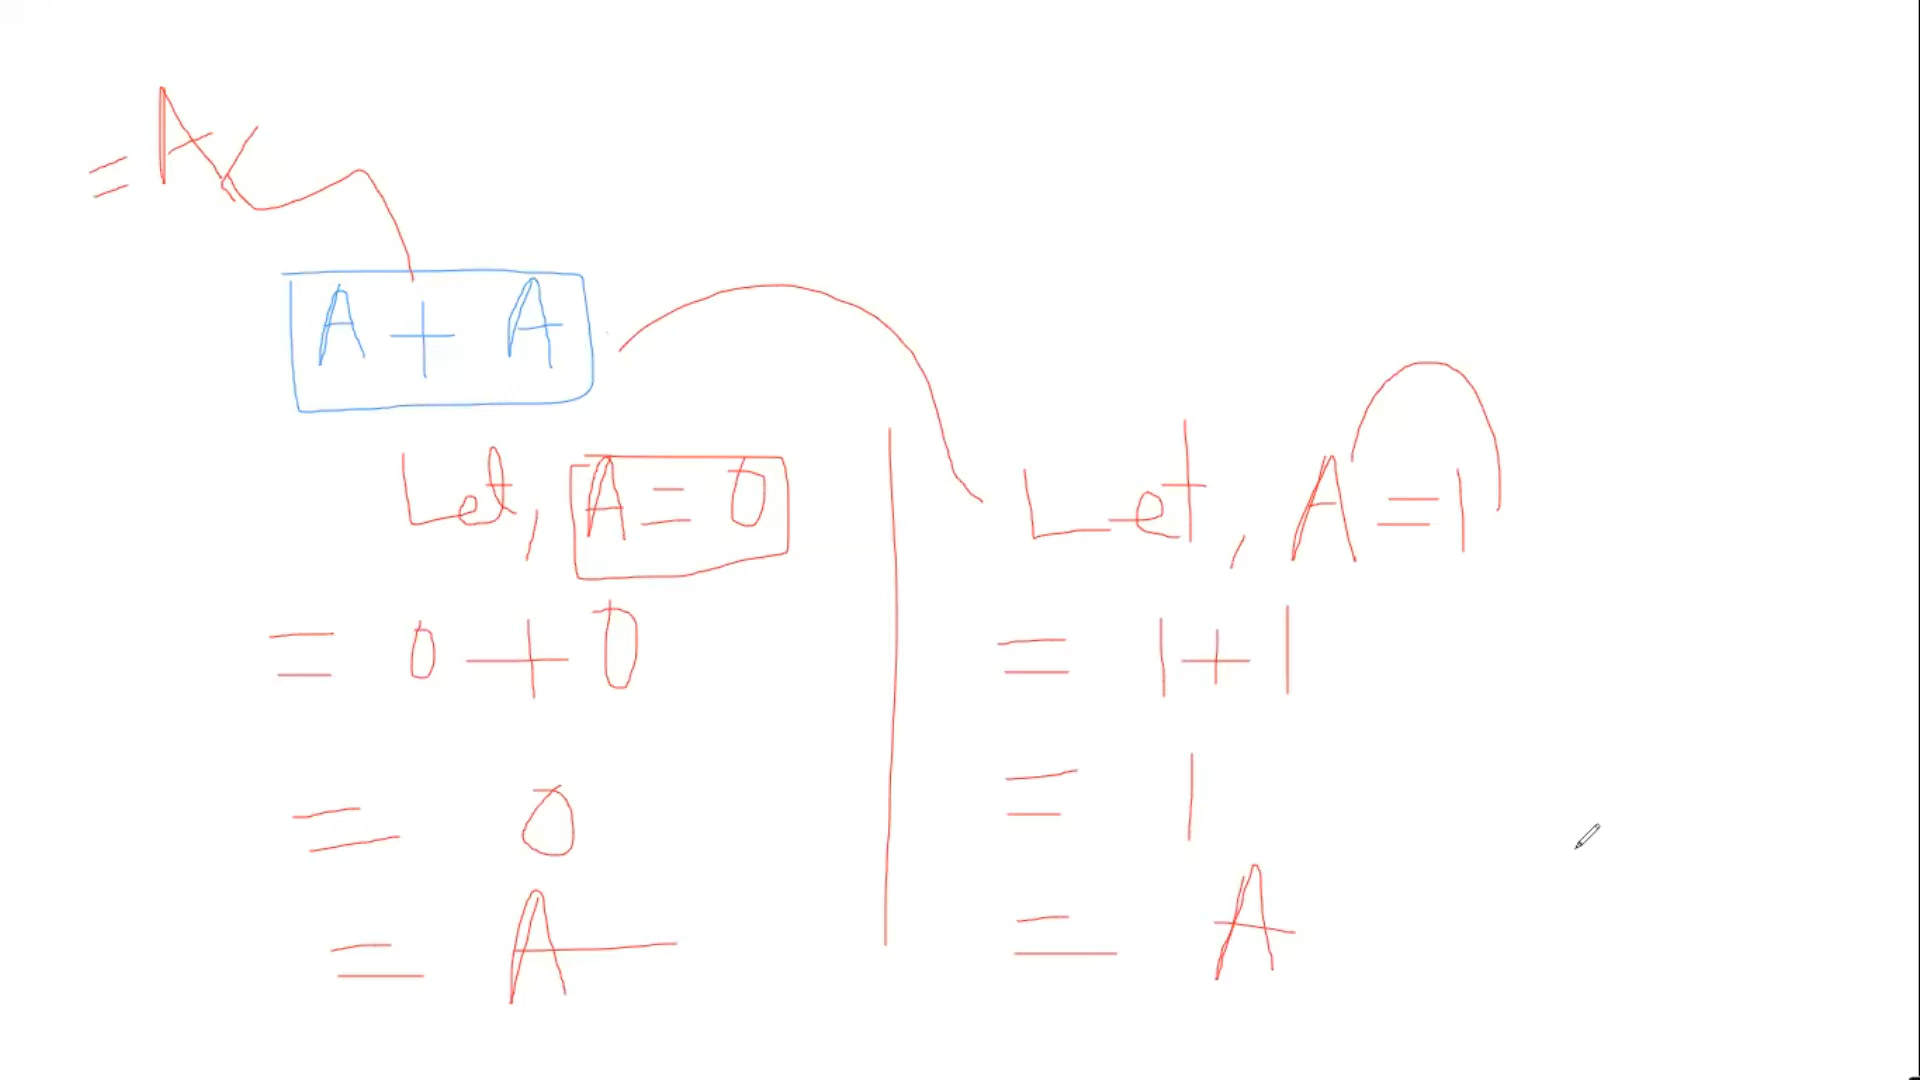 = A
A + A
Let, A = 0
= 0 + 0
= 0
= A
Let, A = 1
= 1 + 1
= 1
= A